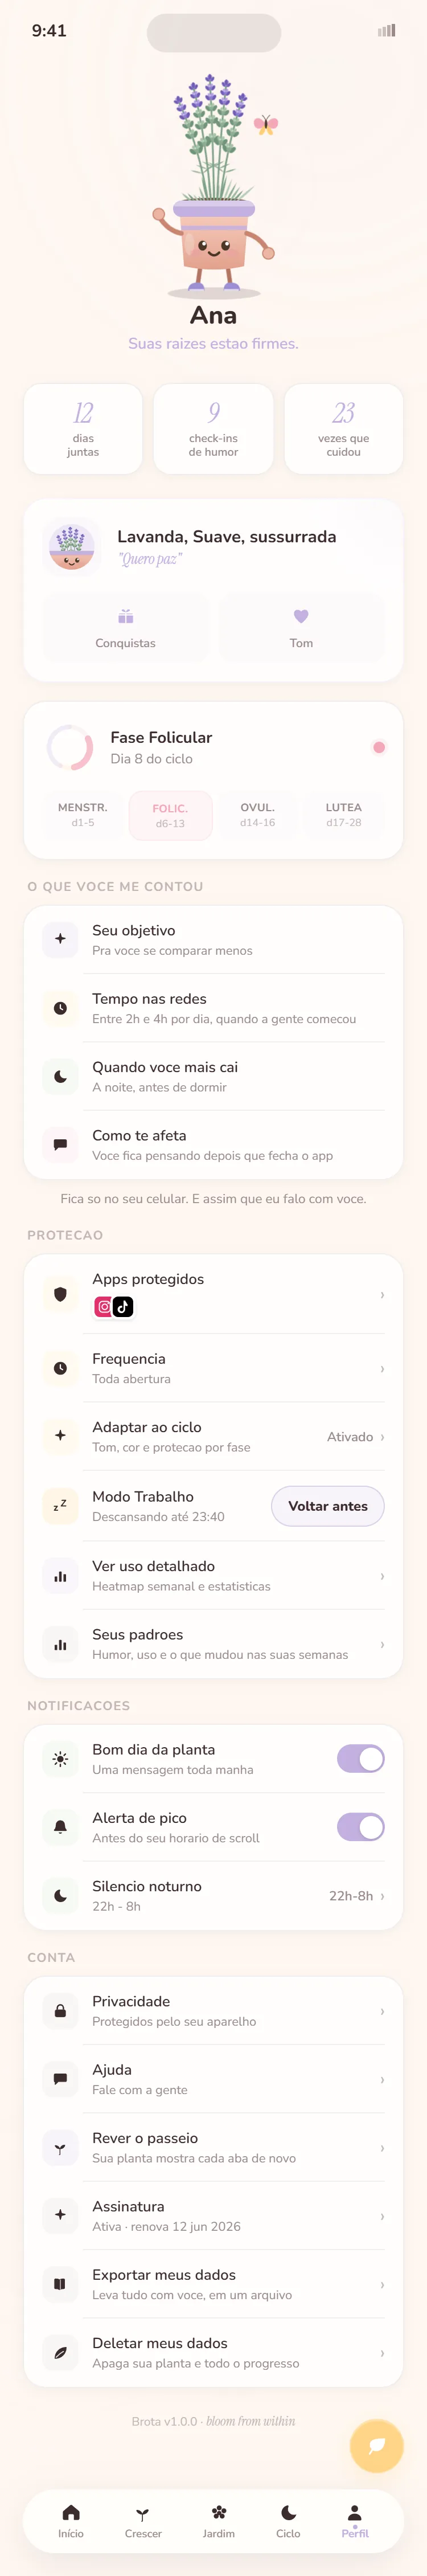 9:41
Ana
Suas raizes estao firmes.
12
dias
juntas
9
check-ins
de humor
23
vezes que
cuidou
Lavanda, Suave, sussurrada
"Quero paz"
Conquistas
Tom
Fase Folicular
Dia 8 do ciclo
MENSTR.
d1-5
FOLIC.
d6-13
OVUL.
d14-16
LUTEA
d17-28
O QUE VOCE ME CONTOU
Seu objetivo
Pra voce se comparar menos
Tempo nas redes
Entre 2h e 4h por dia, quando a gente comecou
Quando voce mais cai
A noite, antes de dormir
Como te afeta
Voce fica pensando depois que fecha o app
Fica so no seu celular. E assim que eu falo com voce.
PROTECAO
Apps protegidos
Frequencia
Toda abertura
Adaptar ao ciclo
Tom, cor e protecao por fase
Ativado
z Z
Modo Trabalho
Descansando até 23:40
Voltar antes
Ver uso detalhado
Heatmap semanal e estatisticas
Seus padroes
Humor, uso e o que mudou nas suas semanas
NOTIFICACOES
Bom dia da planta
Uma mensagem toda manha
Alerta de pico
Antes do seu horario de scroll
Silencio noturno
22h - 8h
22h-8h
CONTA
Privacidade
Protegidos pelo seu aparelho
Ajuda
Fale com a gente
Rever o passeio
Sua planta mostra cada aba de novo
Assinatura
Ativa · renova 12 jun 2026
Exportar meus dados
Leva tudo com voce, em um arquivo
Deletar meus dados
Apaga sua planta e todo o progresso
Brota v1.0.0 · bloom from within
Início
Crescer
Jardim
Ciclo
Perfil